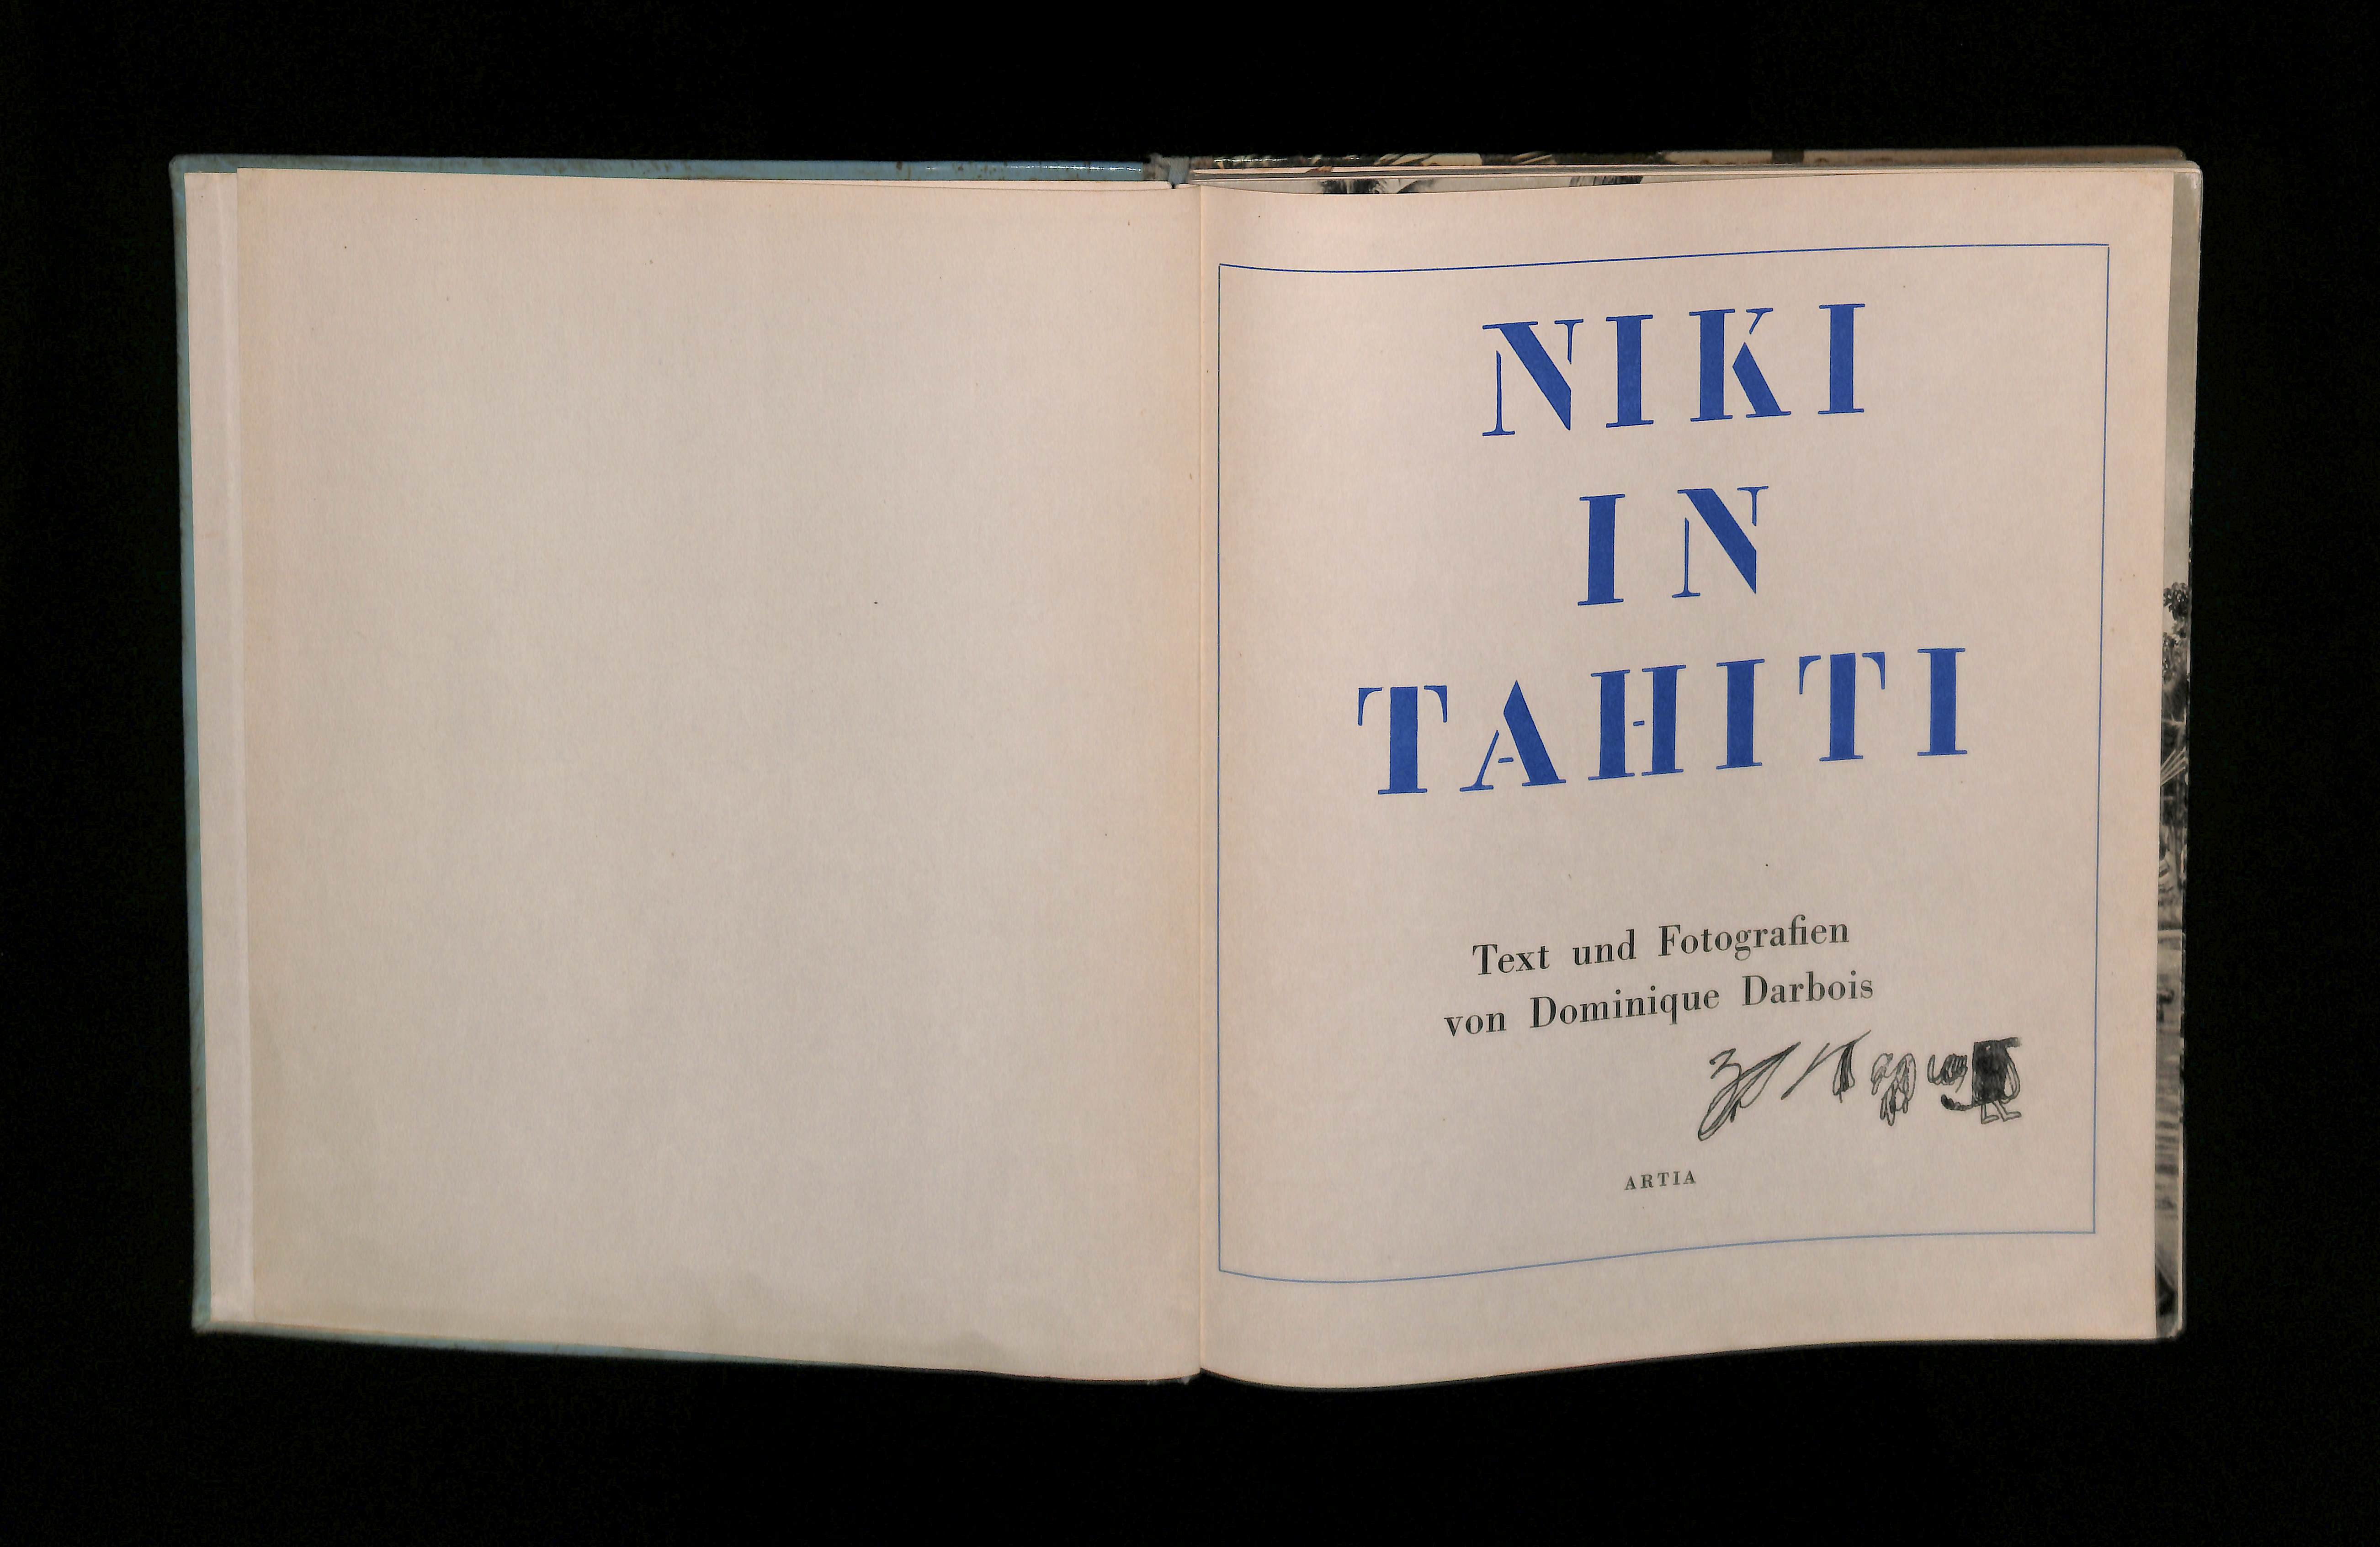 NIKI
IN
TAHITI
Text und Fotografien
von Dominique Darbois
ARTIA